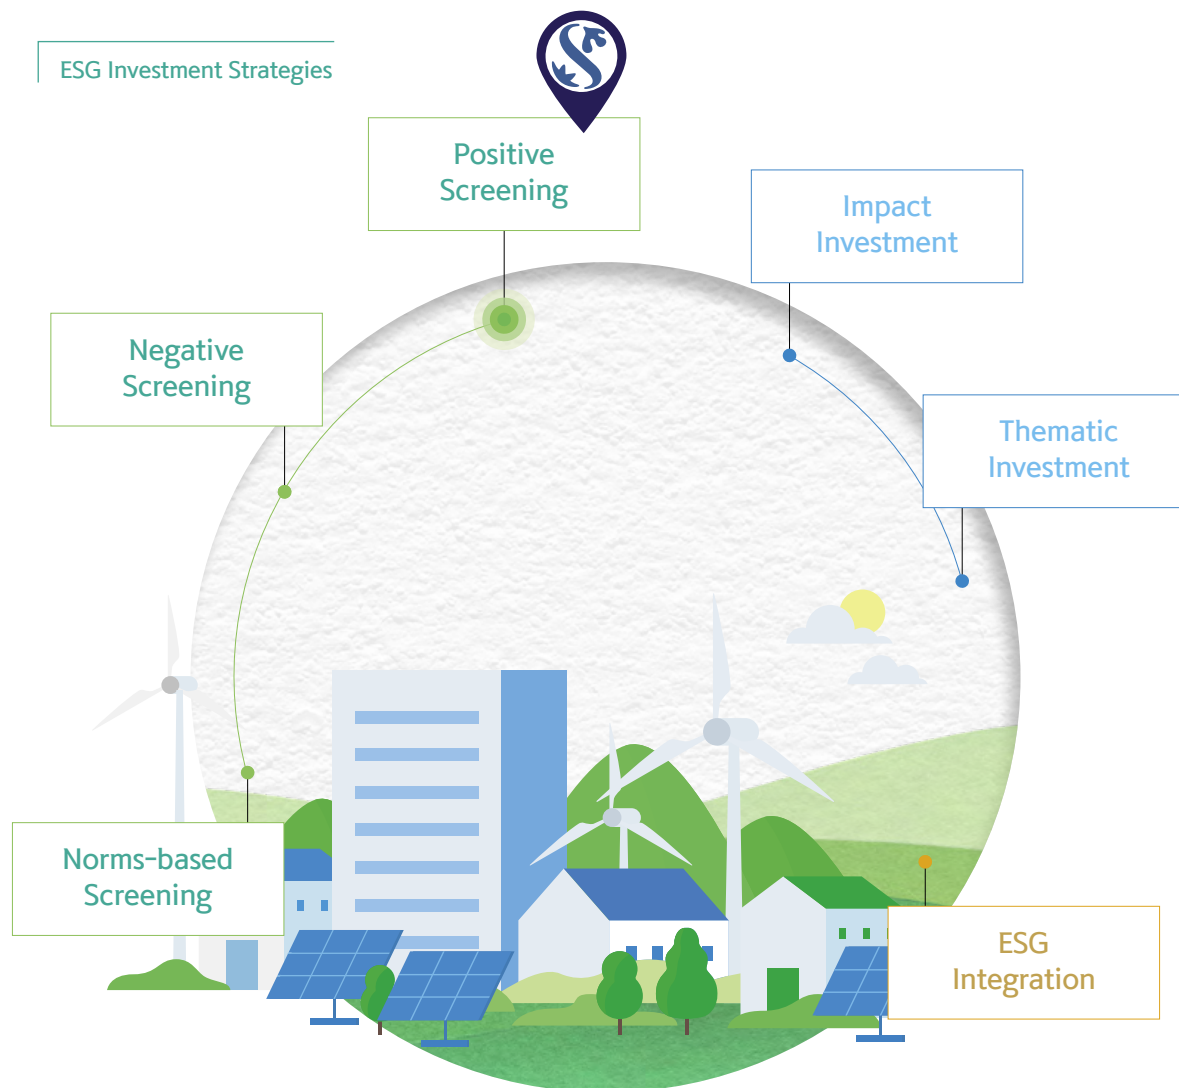 ESG Investment Strategies
Positive
Screening
Impact
Investment
Negative
Screening
Thematic
Investment
Norms-based
Screening
ESG
Integration